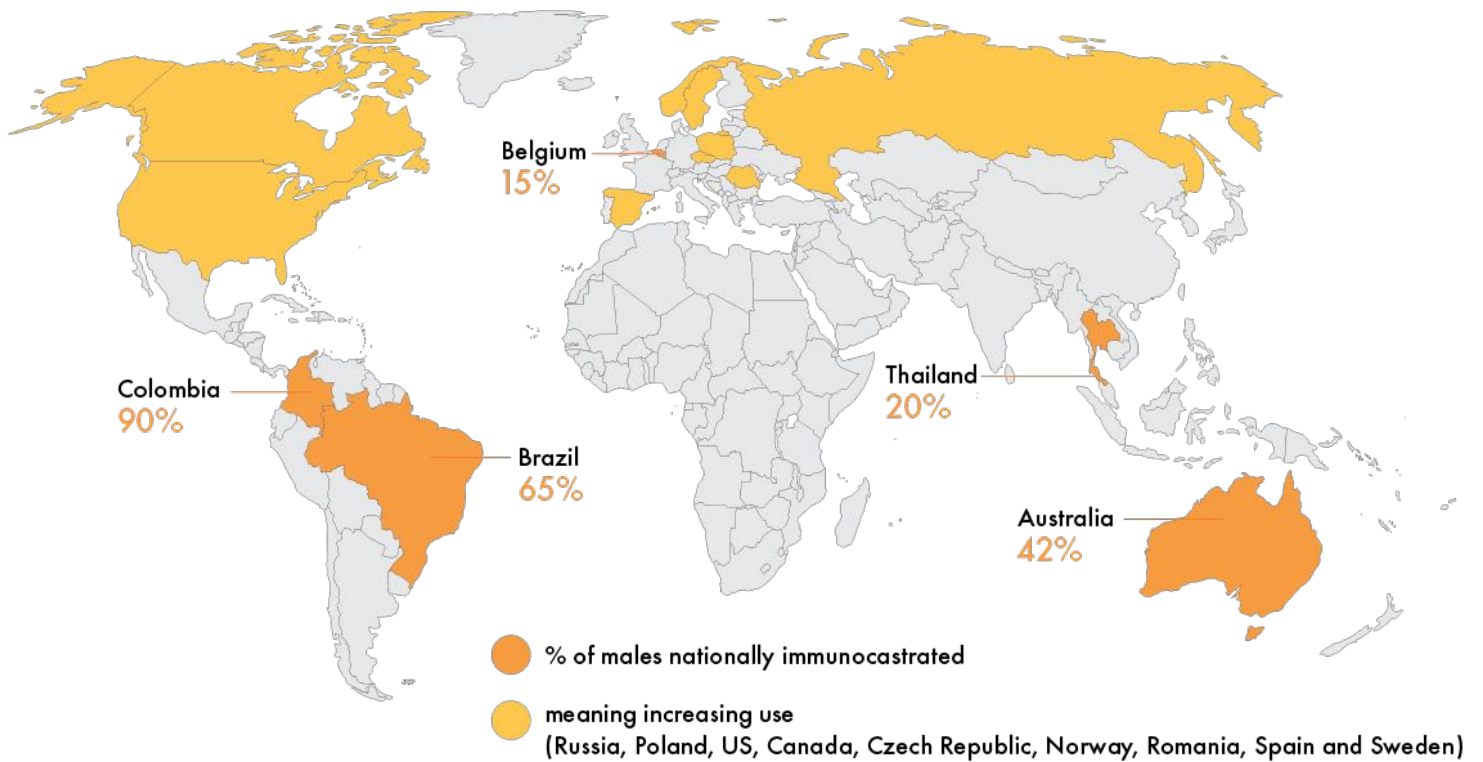 Belgium
15%
Colombia
90%
Thailand
20%
Brazil
65%
Australia
42%
% of males nationally immunocastrated
meaning increasing use
(Russia, Poland, US, Canada, Czech Republic, Norway, Romania, Spain and Sweden)